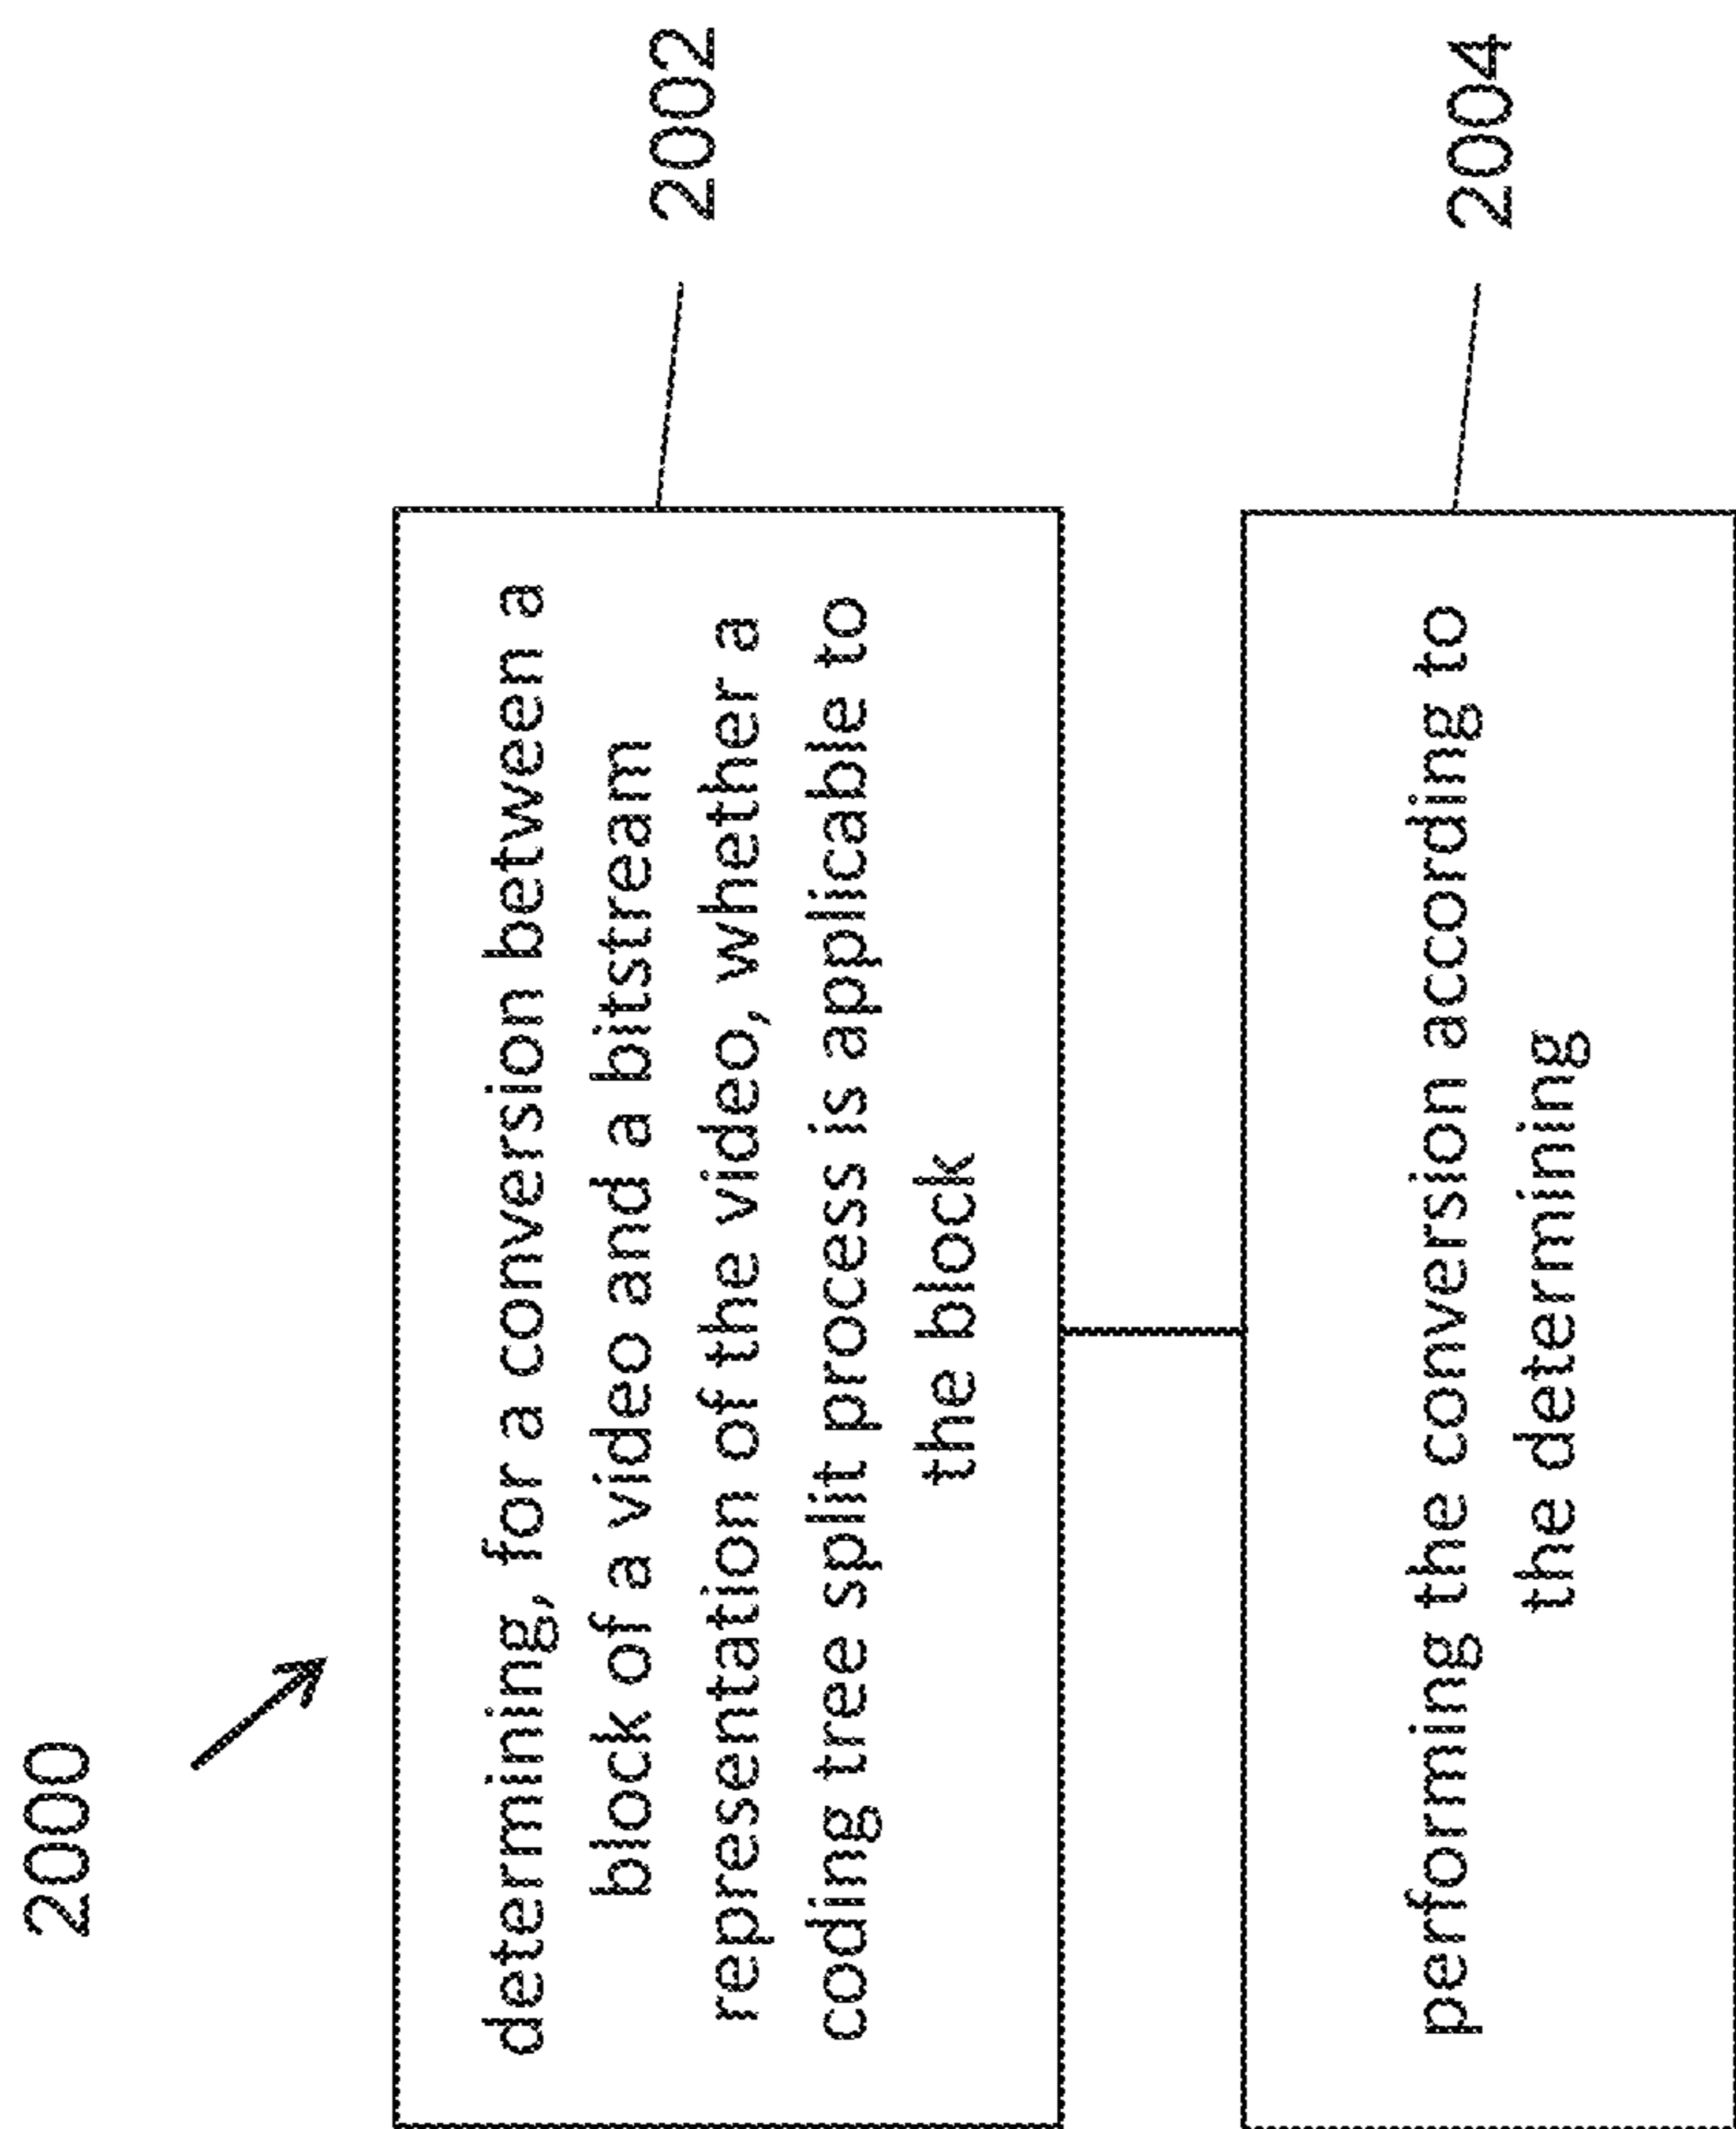 2000
determining, for a conversion between a
block of a video and a bitstream
representation of the video, whether a
coding tree split process is applicable to
the block
2002
performing the conversion according to
the determining
2004